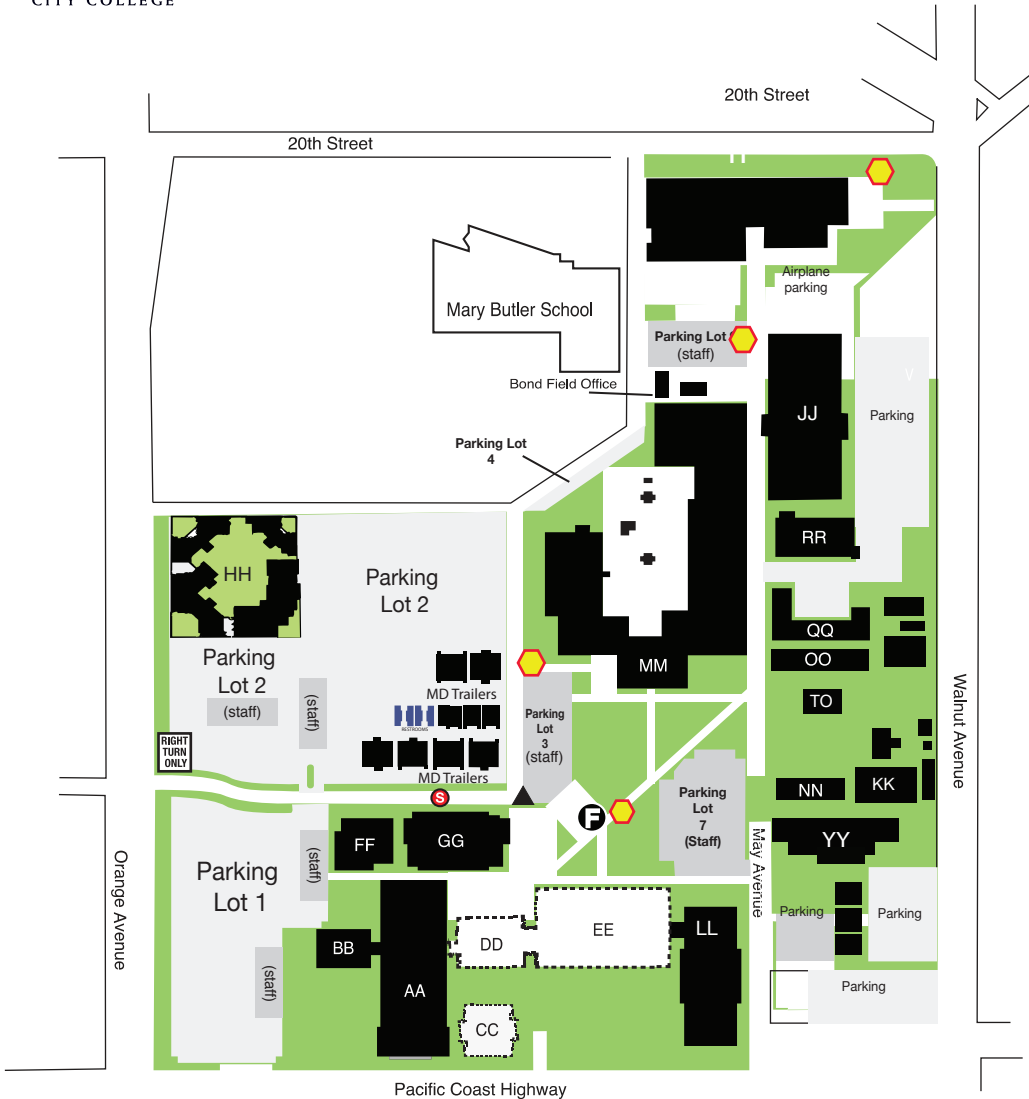 CITY COLLEGE
20th Street
20th Street
Airplane
parking
Mary Butler School
Parking Lot
(staff)
Bond Field Office
V
JJ
Parking
Parking Lot
4
RR
HH
Parking
Lot 2
QQ
Parking
Lot 2
(staff)
(staff)
MM
OO
MD Trailers
TO
Walnut Avenue
RESTROOMS
Parking
Lot
3
(staff)
RIGHT
TURN
ONLY
MD Trailers
S
NN
KK
Parking
Lot
7
(Staff)
F
FF
GG
YY
May Avenue
Orange Avenue
(staff)
Parking
Lot 1
Parking
Parking
BB
DD
EE
LL
(staff)
AA
Parking
CC
Pacific Coast Highway